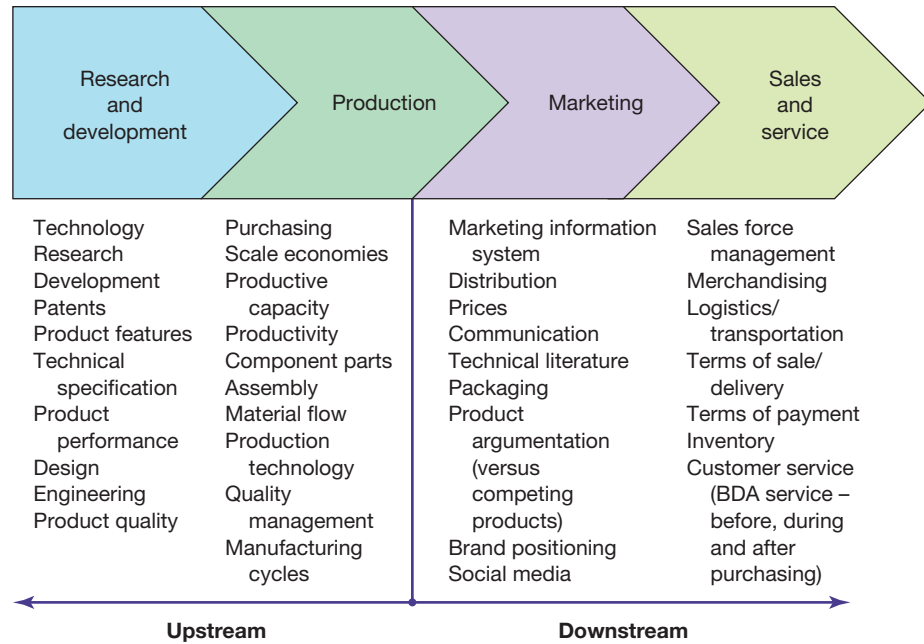 Research
and
development
Production
Marketing
Sales
and
service
Technology
Research
Development
Patents
Product features
Technical
specification
Product
performance
Design
Engineering
Product quality
Purchasing
Scale economies
Productive
capacity
Productivity
Component parts
Assembly
Material flow
Production
technology
Quality
management
Manufacturing
cycles
Marketing information
system
Distribution
Prices
Communication
Technical literature
Packaging
Product
argumentation
(versus
competing
products)
Brand positioning
Social media
Sales force
management
Merchandising
Logistics/
transportation
Terms of sale/
delivery
Terms of payment
Inventory
Customer service
(BDA service –
before, during
and after
purchasing)
Upstream
Downstream